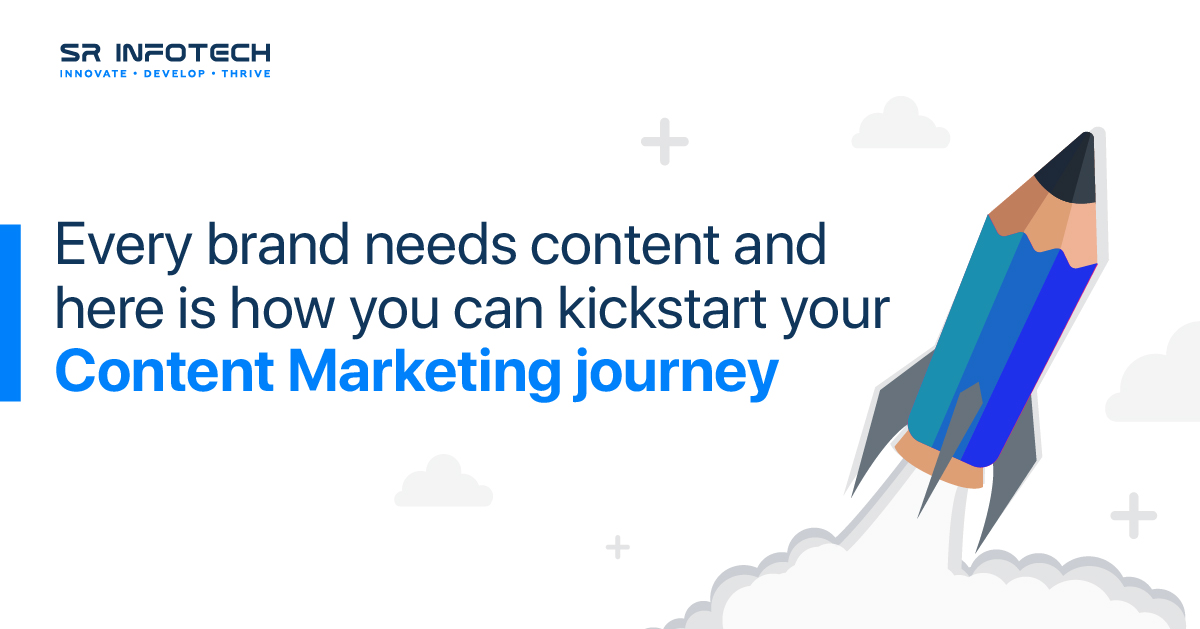 SR INFOTECH
INNOVATE • DEVELOP • THRIVE
Every brand needs content and
here is how you can kickstart your
Content Marketing journey